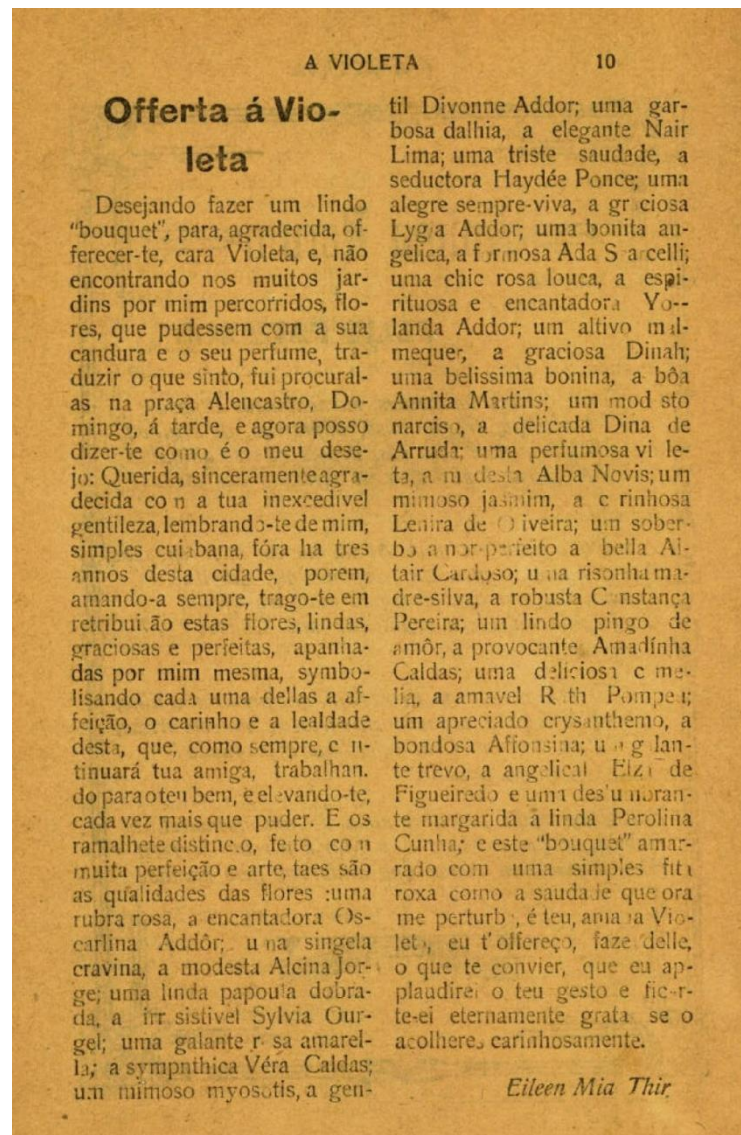 A VIOLETA 10
Offerta á Vio-
leta
Desejando fazer um lindo
"bouquet", para, agradecida, of-
ferecer-te, cara Violeta, e, não
encontrando nos muitos jar-
dins por mim percorridos, flo-
res, que pudessem com a sua
candura e o seu perfume, tra-
duzir o que sinto, fui procural-
as na praça Alencastro, Do-
mingo, á tarde, e agora posso
dizer-te como é o meu dese-
jo: Querida, sinceramente agra-
decida con a tua inexcedivel
gentileza, lembrando-te de mim,
simples cuiabana, fóra ha tres
annos desta cidade, porem,
amando-a sempre, trago-te em
retribuição estas flores, lindas,
graciosas e perfeitas, apanha-
das por mim mesma, symbo-
lisando cada uma dellas a af-
feição, o carinho e a lealdade
desta, que, como sempre, con-
tinuará tua amiga, trabalhan.
do para o teu bem, e elevando-te,
cada vez mais que puder. E os
ramalhete distincto, feito con
muita perfeição e arte, taes são
as qualidades das flores :uma
rubra rosa, a encantadora Os-
carlina Addôr; uma singela
cravina, a modesta Alcina Jor-
ge; uma linda papoula dobra-
da, a irresistivel Sylvia Gur-
gel; uma galante rosa amarel-
la; a sympnthica Véra Caldas;
um mimoso myosotis, a gen-
til Divonne Addor; uma gar-
bosa dalhia, a elegante Nair
Lima; uma triste saudade, a
seductora Haydée Ponce; uma
alegre sempre-viva, a graciosa
Lygia Addor; uma bonita an-
gelica, a formosa Ada
uma chic rosa louca, a espi-
rituosa e encantadora Yo--
landa Addor; um altivo mal-
mequer, a graciosa Dinah;
uma belissima bonina, a bôa
Annita Martins; um modesto
narciso, a delicada Dina de
Arruda; uma perfumosa viole-
ta, a modesta Alba Novis; um
mimoso jasmim, a carinhosa
Lenira de Oliveira; um sober-
bo amor-perfeito a bella Al-
tair Cardoso; uma risonha ma-
dre-silva, a robusta Constança
Pereira; um lindo pingo de
amôr, a provocante Amadínha
Caldas; uma deliciosa came-
lia, a amavel Ruth Pompeu;
um apreciado crysanthemo, a
bondosa Affonsina; um galan-
te trevo, a angelical Elza de
Figueiredo e uma deslumbran-
te margarida à linda Perolina
Cunha; e este "bouquet" amar-
rado com uma simples fita
roxa como a saudade que ora
me perturba, é teu, amada Vio-
leta, eu t'offereço, faze delle,
o que te convier, que eu ap-
plaudirei o teu gesto e ficar-
te-ei eternamente grata se o
acolheres carinhosamente.
Eileen Mia Thir